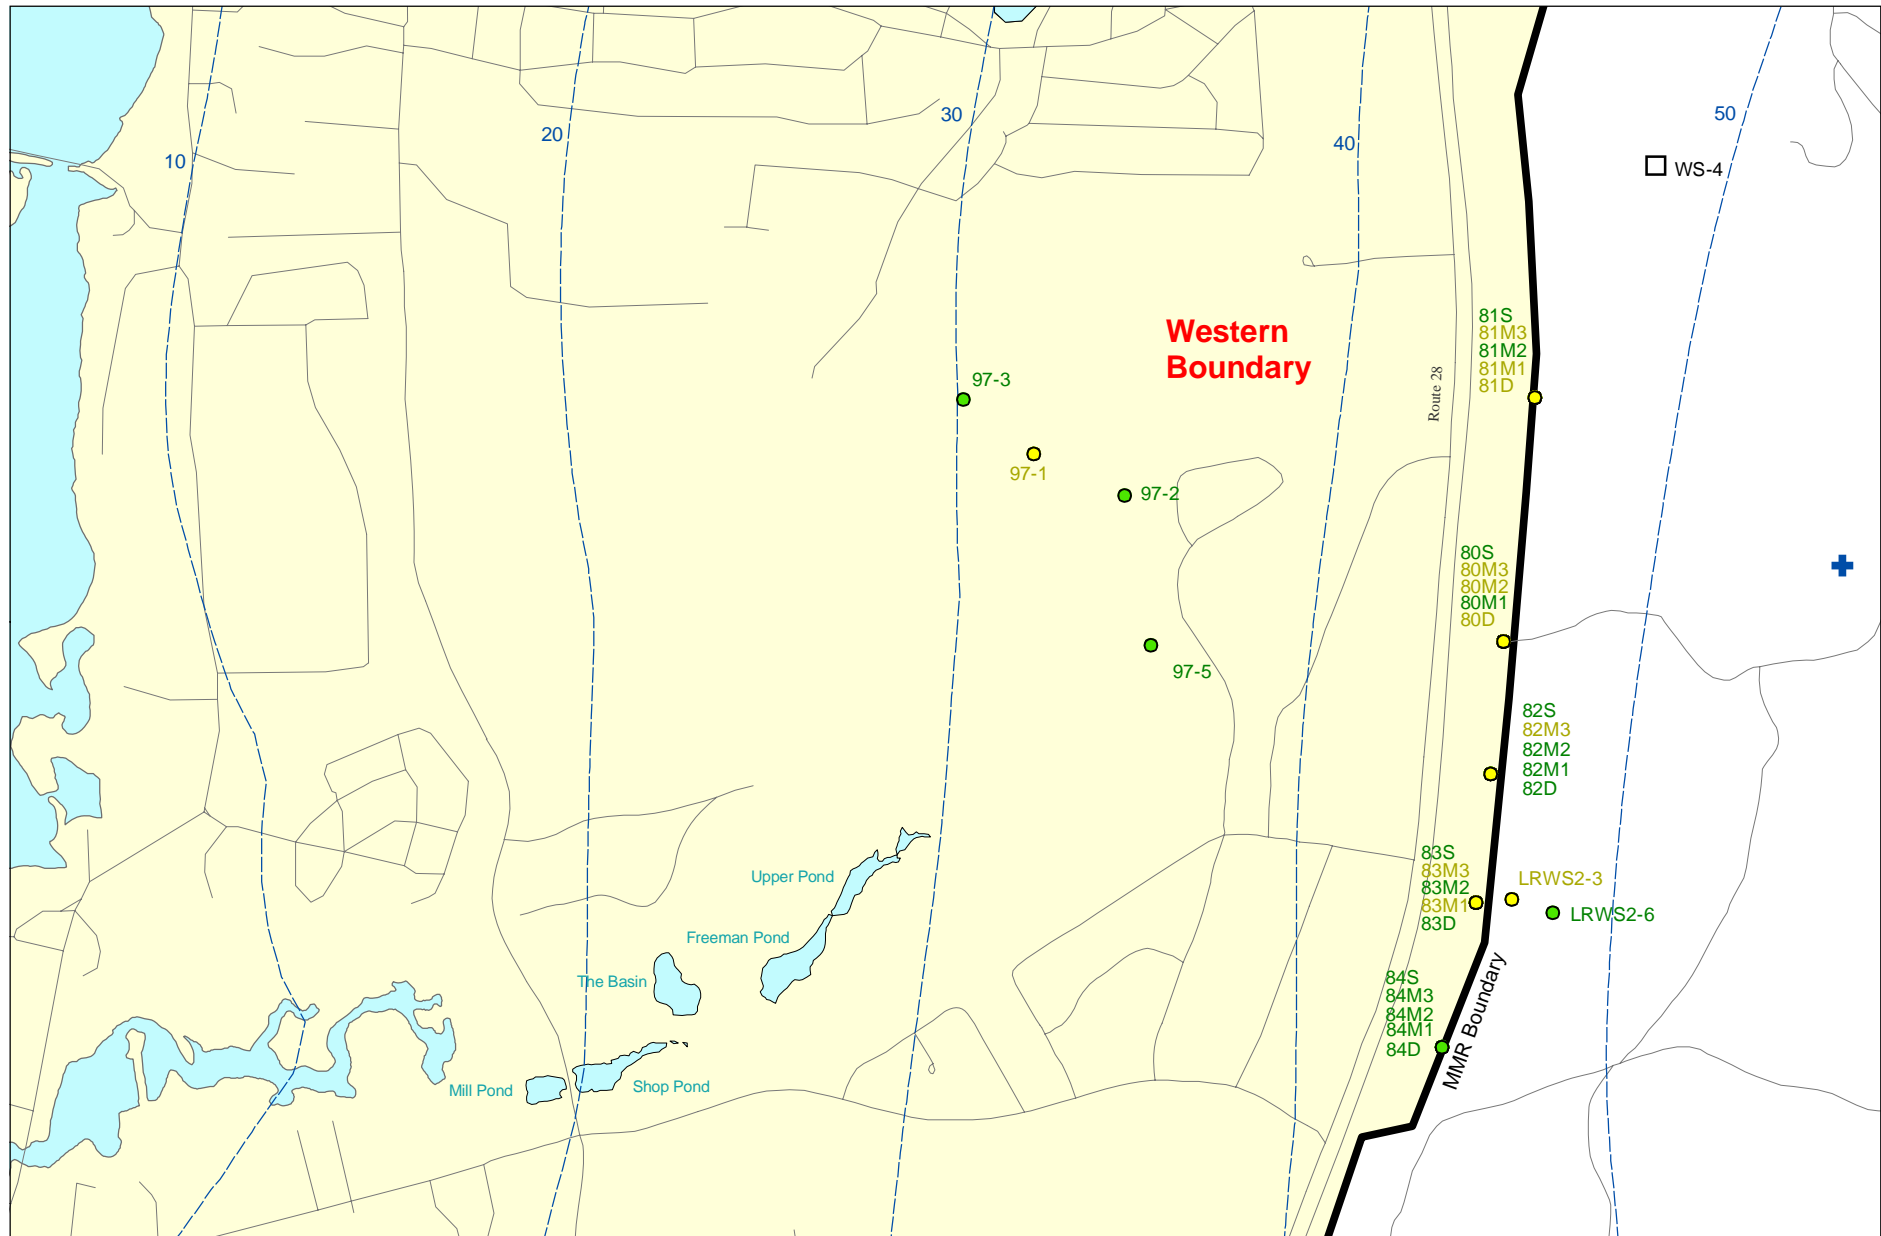 10
20
30
40
50
WS-4
Western
Boundary
Route 28
81S
81M3
81M2
81M1
81D
97-3
97-1
97-2
97-5
80S
80M3
80M2
80M1
80D
82S
82M3
82M2
82M1
82D
83S
83M3
83M2
83M1
83D
LRWS2-3
LRWS2-6
Upper Pond
Freeman Pond
The Basin
Mill Pond
Shop Pond
84S
84M3
84M2
84M1
84D
MMR Boundary